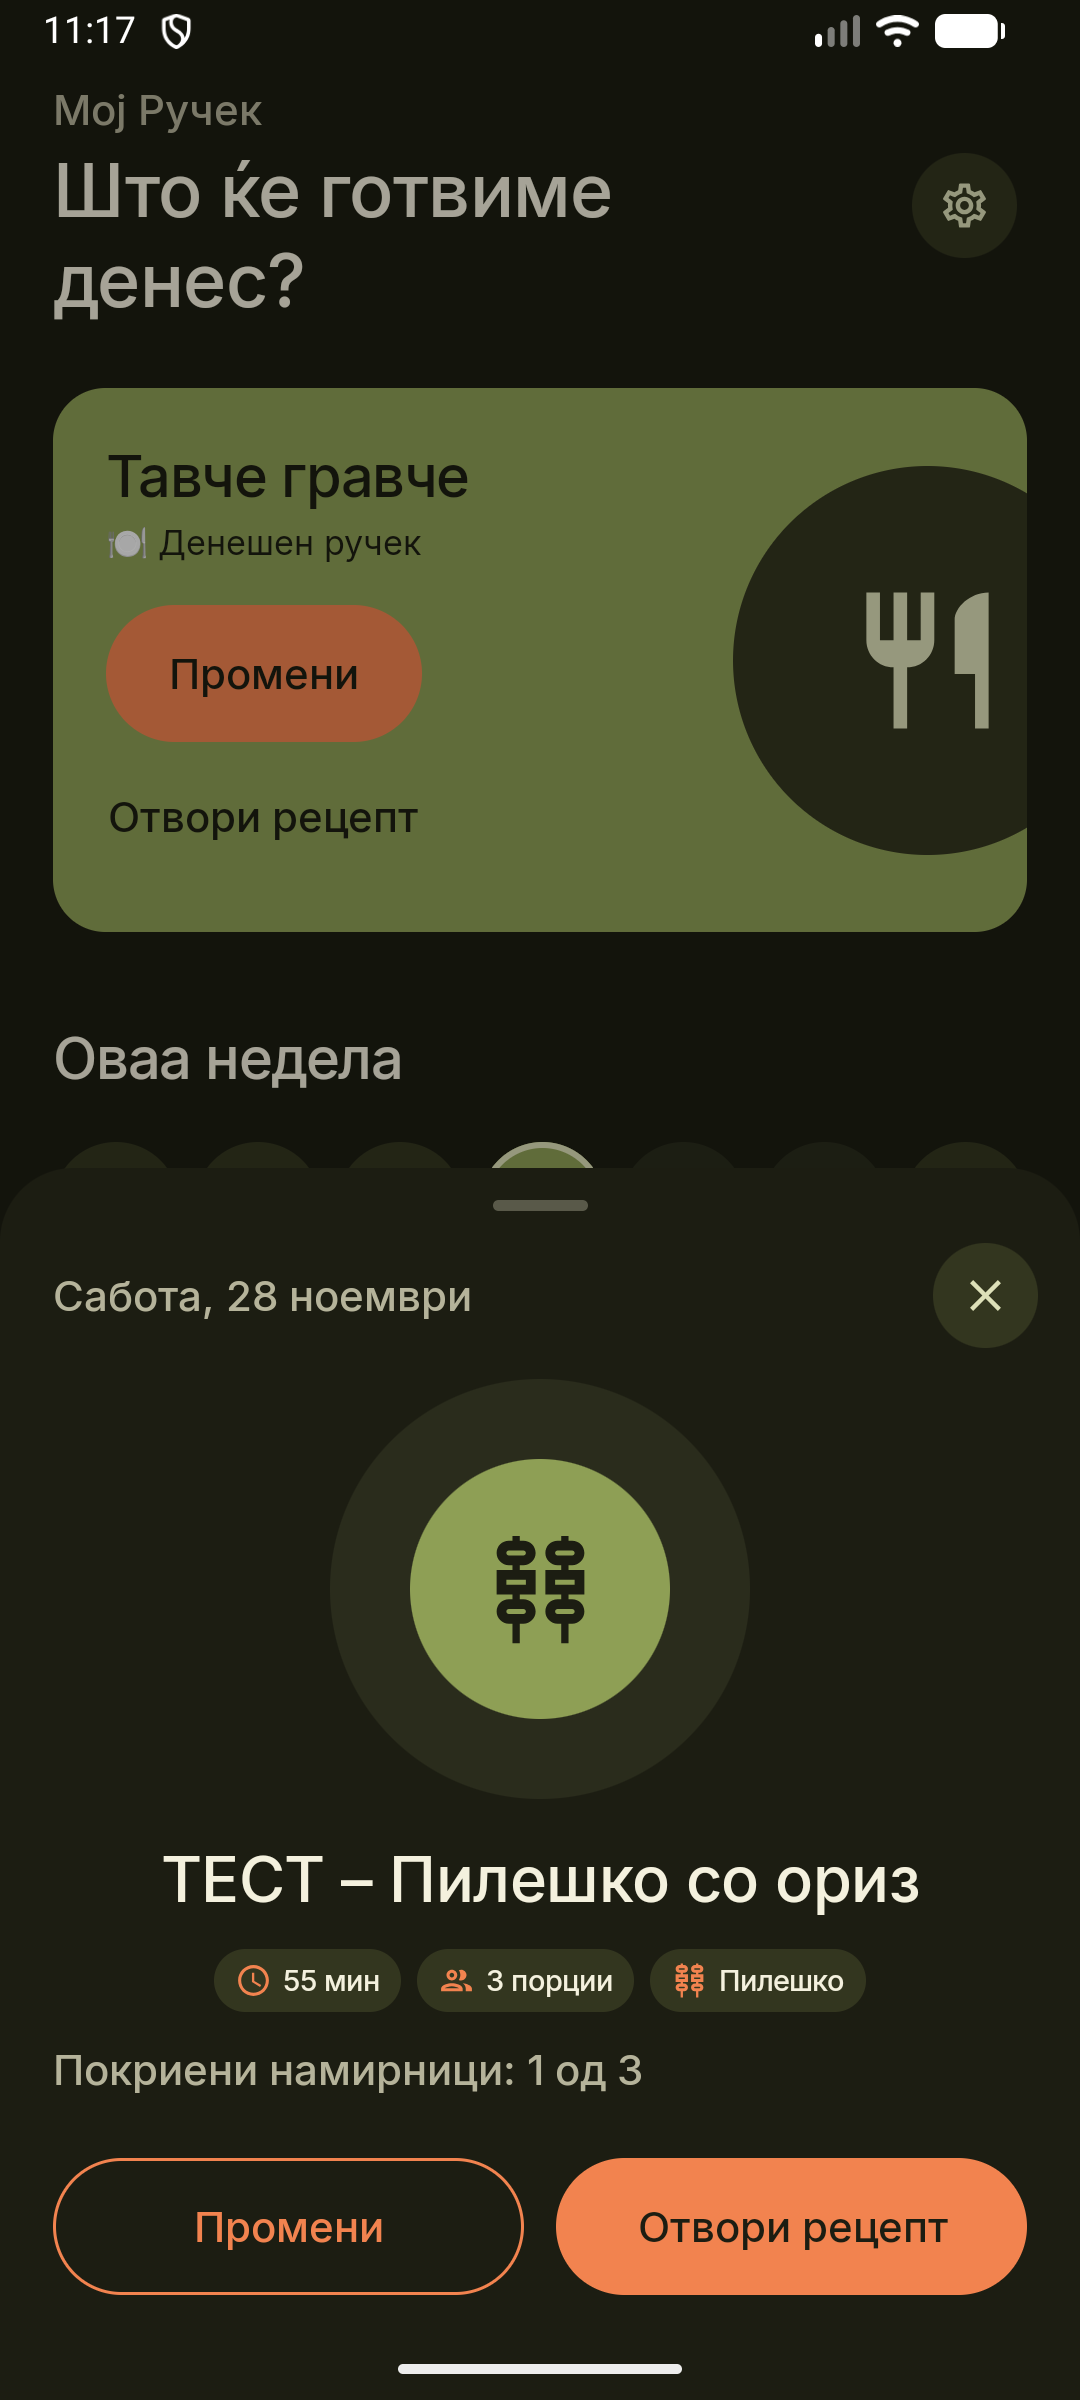 11:17
Мој Ручек
Што ќе готвиме
денес?
Тавче гравче
🍽️ Денешен ручек
Промени
Отвори рецепт
Оваа недела
Сабота, 28 ноември
ТЕСТ – Пилешко со ориз
55 мин
3 порции
Пилешко
Покриени намирници: 1 од 3
Промени
Отвори рецепт